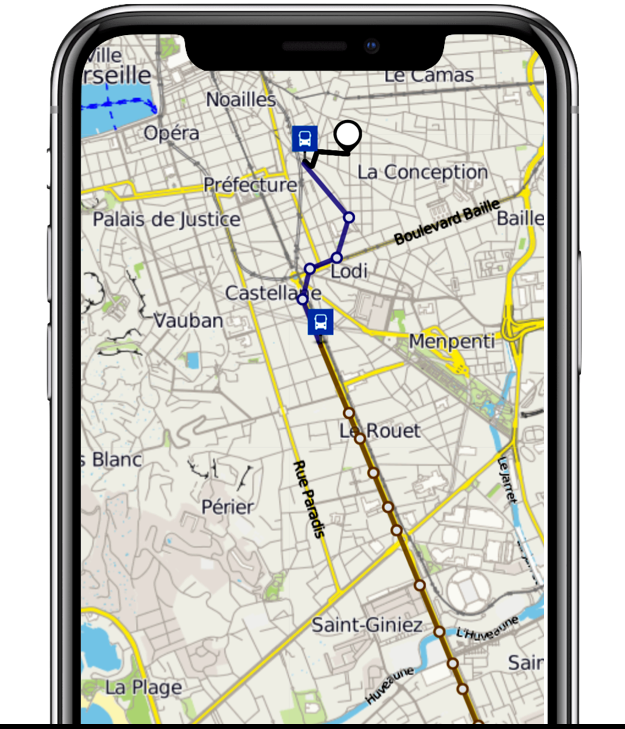 ville
rseille
Le Camas
Noailles
Opéra
La Conception
Préfecture
Palais de Justice
Boulevard Baille
Baille
Lodi
Castellane
Vauban
Menpenti
Le Rouet
s Blanc
Le Jarret
Rue Paradis
Périer
Saint-Giniez
L'Huveaune
Sain
Huveaune
La Plage